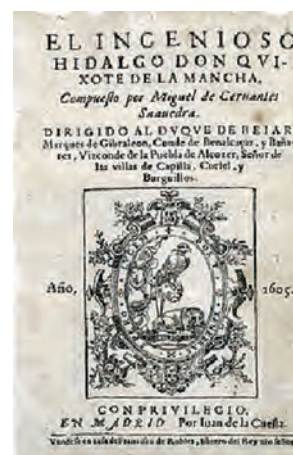 EL INGENIOSO
HIDALGO DON QVI-
XOTE DE LA MANCHA,
Compuesto por Miguel de Ceruantes
Saauedra.
DIRIGIDO AL DVQVE DE BEIAR,
Marques de Gibraleon, Conde de Benalcaçar, y Baña-
res, Vizconde de la Puebla de Alcozer, Señor de
las villas de Capilla, Curiel, y
Burguillos.
Año, 1605.
CON PRIVILEGIO,
EN MADRID Por Iuan de la Cuesta.
Vendese en casa de Francisco de Robles, librero del Rey nro señor